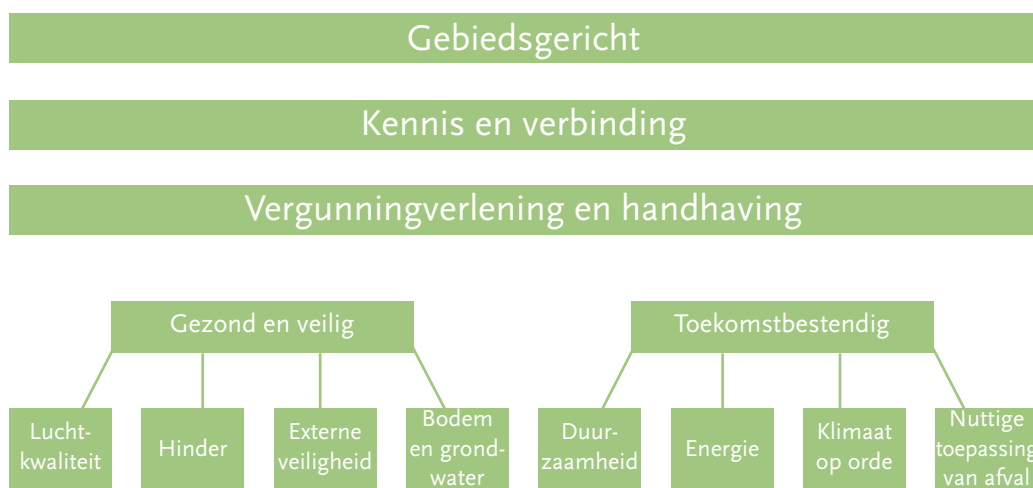 Gebiedsgericht
Kennis en verbinding
Vergunningverlening en handhaving
Gezond en veilig
Toekomstbestendig
Lucht-
kwaliteit
Hinder
Externe
veiligheid
Bodem
en grond-
water
Duur-
zaamheid
Energie
Klimaat
op orde
Nuttige
toepassing
van afval